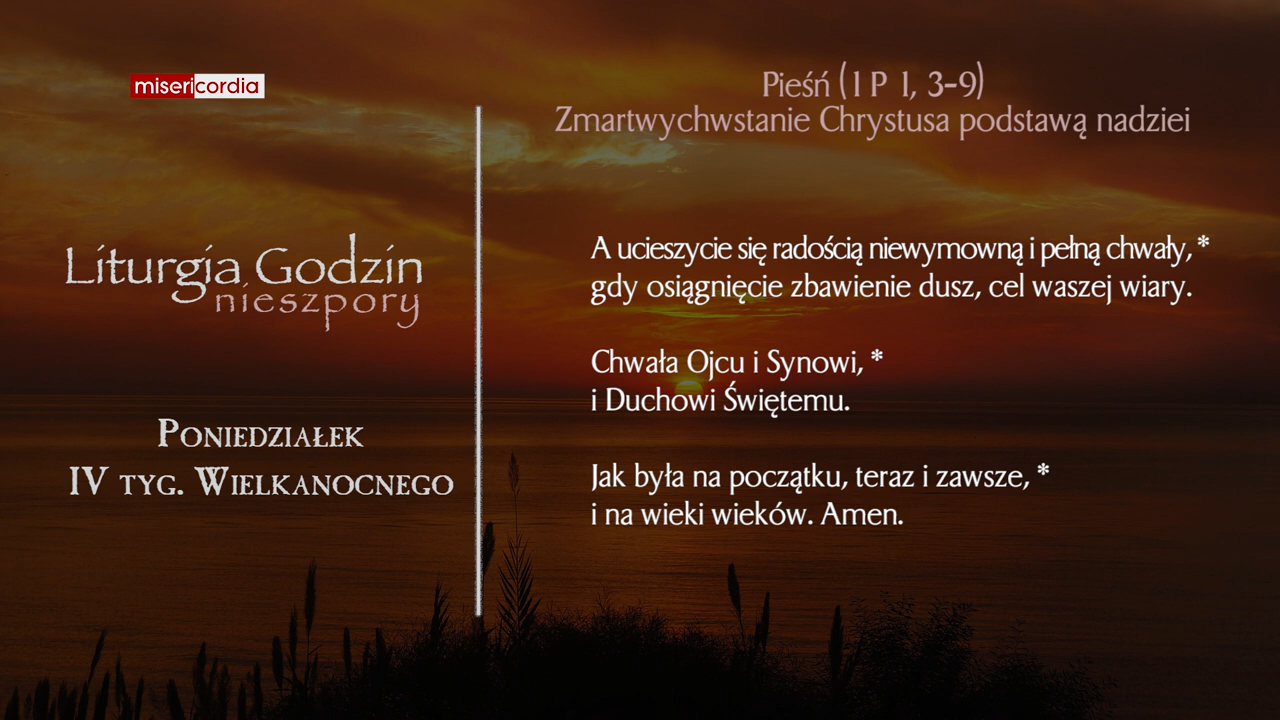 misericordia
Liturgia Godzin
nieszpory
Poniedziałek
IV tyg. Wielkanocnego
Pieśń (1 P 1, 3-9)
Zmartwychwstanie Chrystusa podstawą nadziei
A ucieszycie się radością niewymowną i pełną chwały, *
gdy osiągnięcie zbawienie dusz, cel waszej wiary.
Chwała Ojcu i Synowi, *
i Duchowi Świętemu.
Jak była na początku, teraz i zawsze, *
i na wieki wieków. Amen.